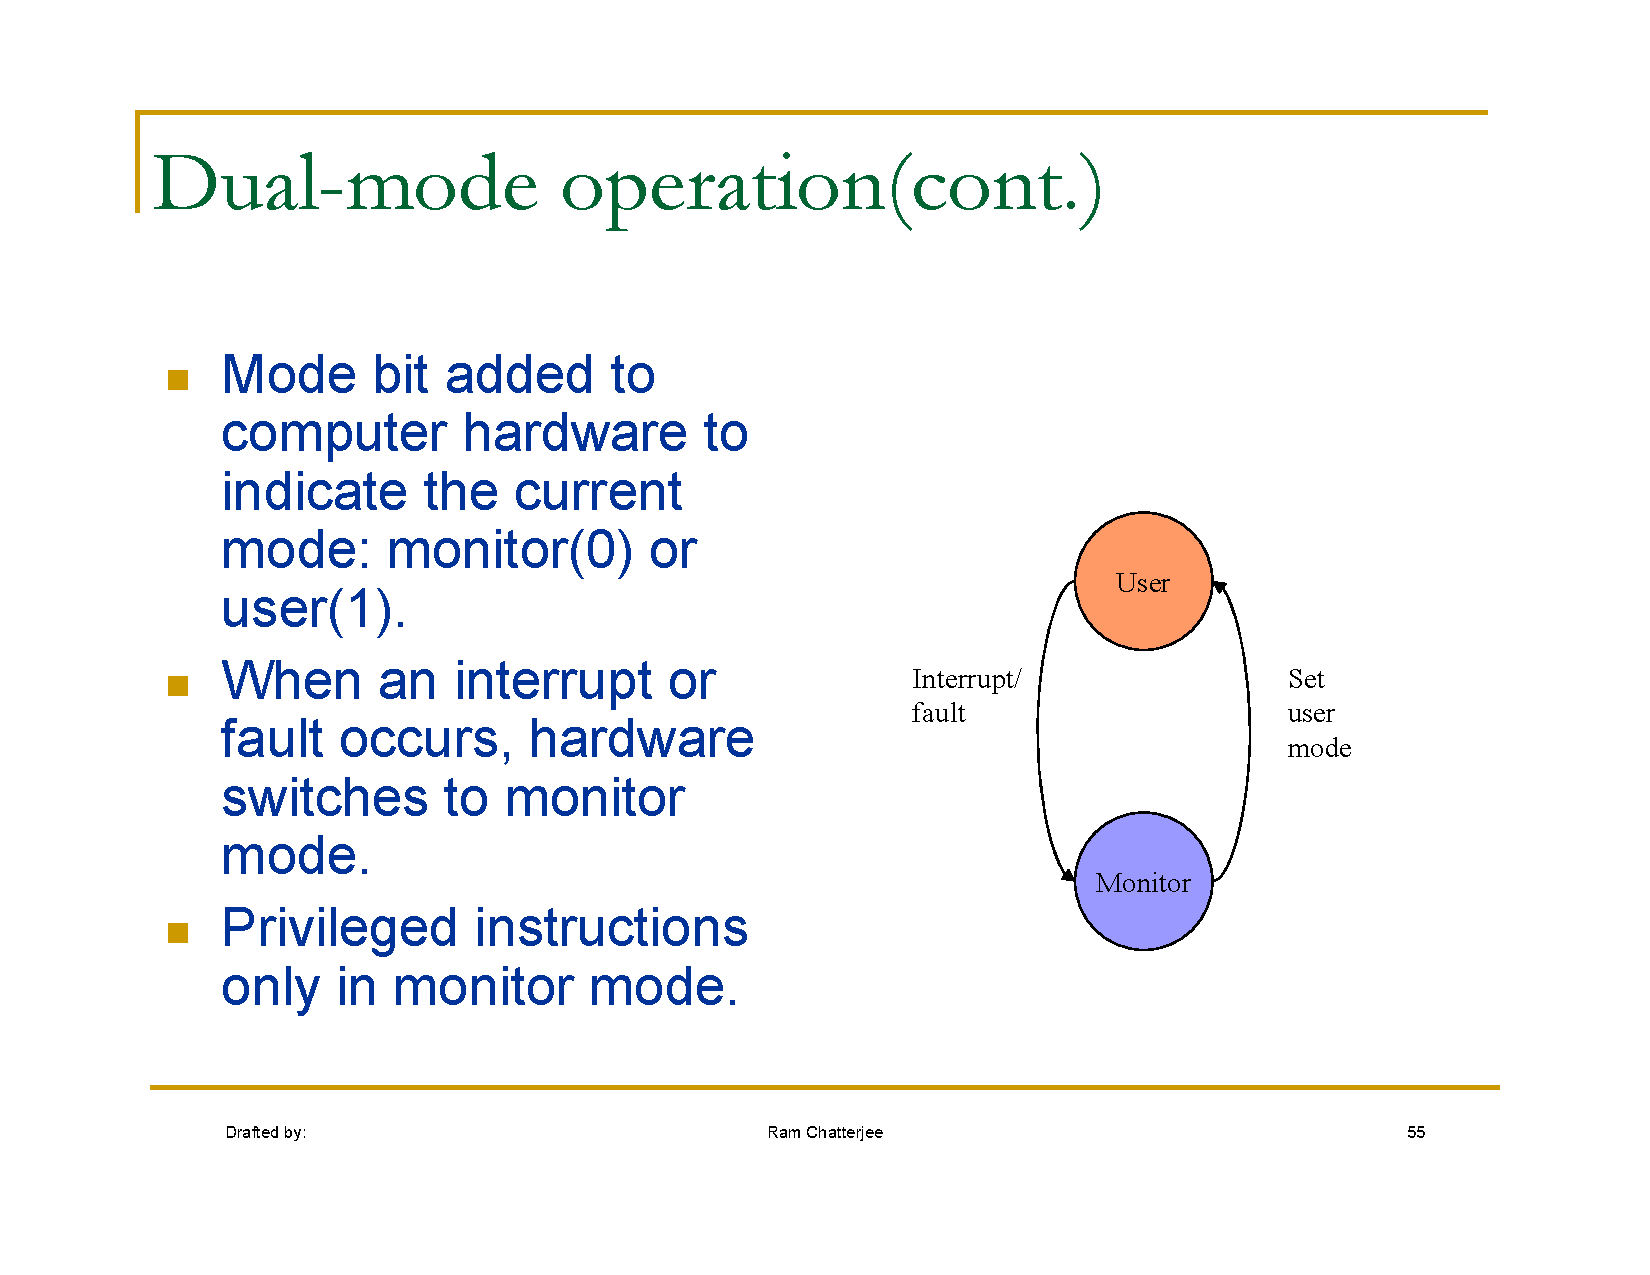 Dual-mode operation(cont.)
Mode bit added to
computer hardware to
indicate the current
mode: monitor(0) or
user(1).
When an interrupt or
fault occurs, hardware
switches to monitor
mode.
Privileged instructions
only in monitor mode.
User
Interrupt/
fault
Set
user
mode
Monitor
Drafted by:
Ram Chatterjee
55